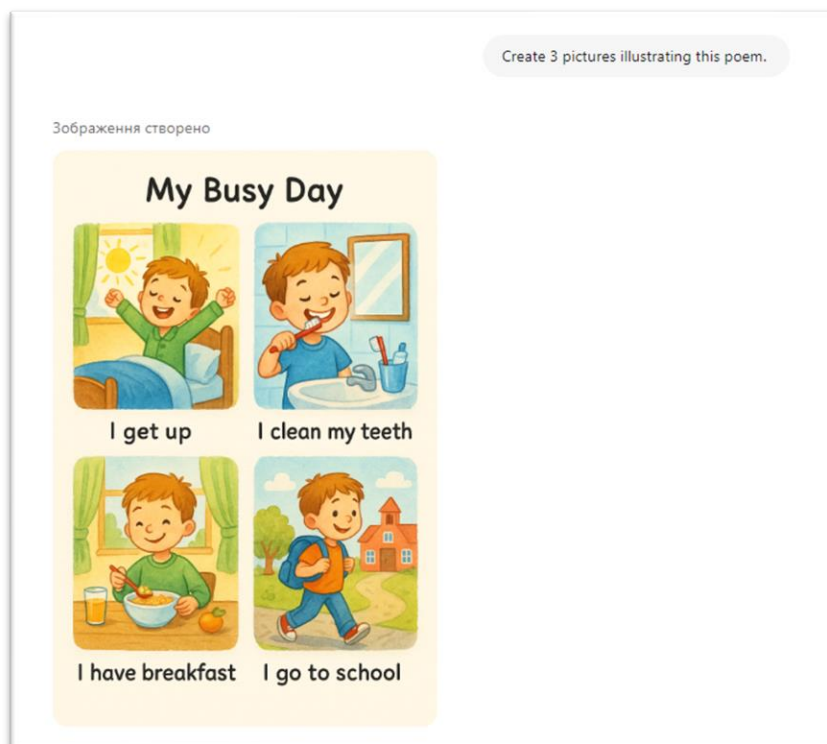 Create 3 pictures illustrating this poem.
Зображення створено
My Busy Day
I get up
I clean my teeth
I have breakfast
I go to school